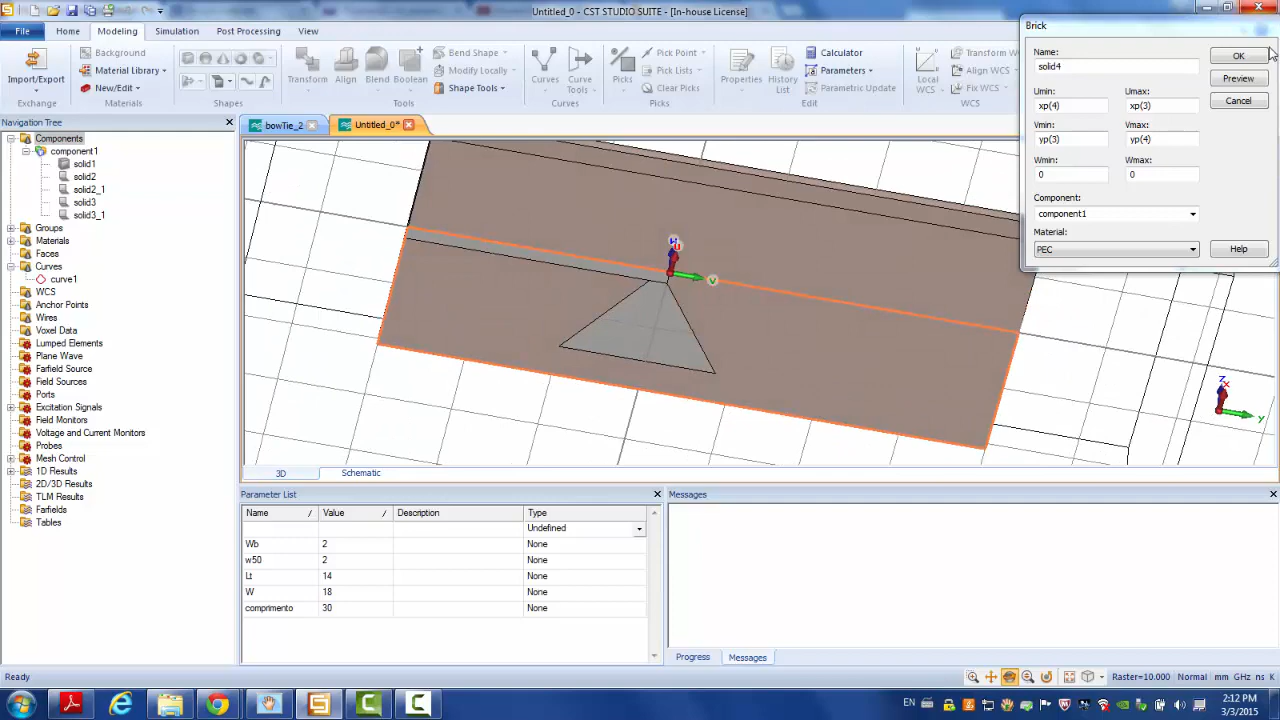 Untitled_0 - CST STUDIO SUITE - [In-house License]
File Home Modeling Simulation Post Processing View
Import/Export
Exchange
Background
Material Library
New/Edit
Materials
Shapes
Transform
Align
Blend
Boolean
Bend Shape
Modify Locally
Shape Tools
Tools
Curves
Curves
Picks
Pick Point
Pick Lists
Clear Picks
Picks
Properties
History List
Calculator
Parameters
Parametric Update
Edit
Local WCS
Transform W
Align WCS
Fix WCS
WCS
Brick
Name:
solid4
OK
Preview
Cancel
Umin: Umax:
xp(4) xp(3)
Vmin: Vmax:
yp(3) yp(4)
Wmin: Wmax:
0 0
Component:
component1
Material:
PEC
Help
Navigation Tree
Components
component1
solid1
solid2
solid2_1
solid3
solid3_1
Groups
Materials
Faces
Curves
curve1
WCS
Anchor Points
Wires
Voxel Data
Lumped Elements
Plane Wave
Farfield Source
Field Sources
Ports
Excitation Signals
Field Monitors
Voltage and Current Monitors
Probes
Mesh Control
1D Results
2D/3D Results
TLM Results
Farfields
Tables
bowTie_2
Untitled_0*
V
Z
X
Y
3D Schematic
Parameter List
Name Value Description Type
Undefined
Wb 2 None
w50 2 None
Lt 14 None
W 18 None
comprimento 30 None
Messages
Progress Messages
Ready
Raster=10.000 Normal mm GHz ns K
EN
2:12 PM
3/3/2015